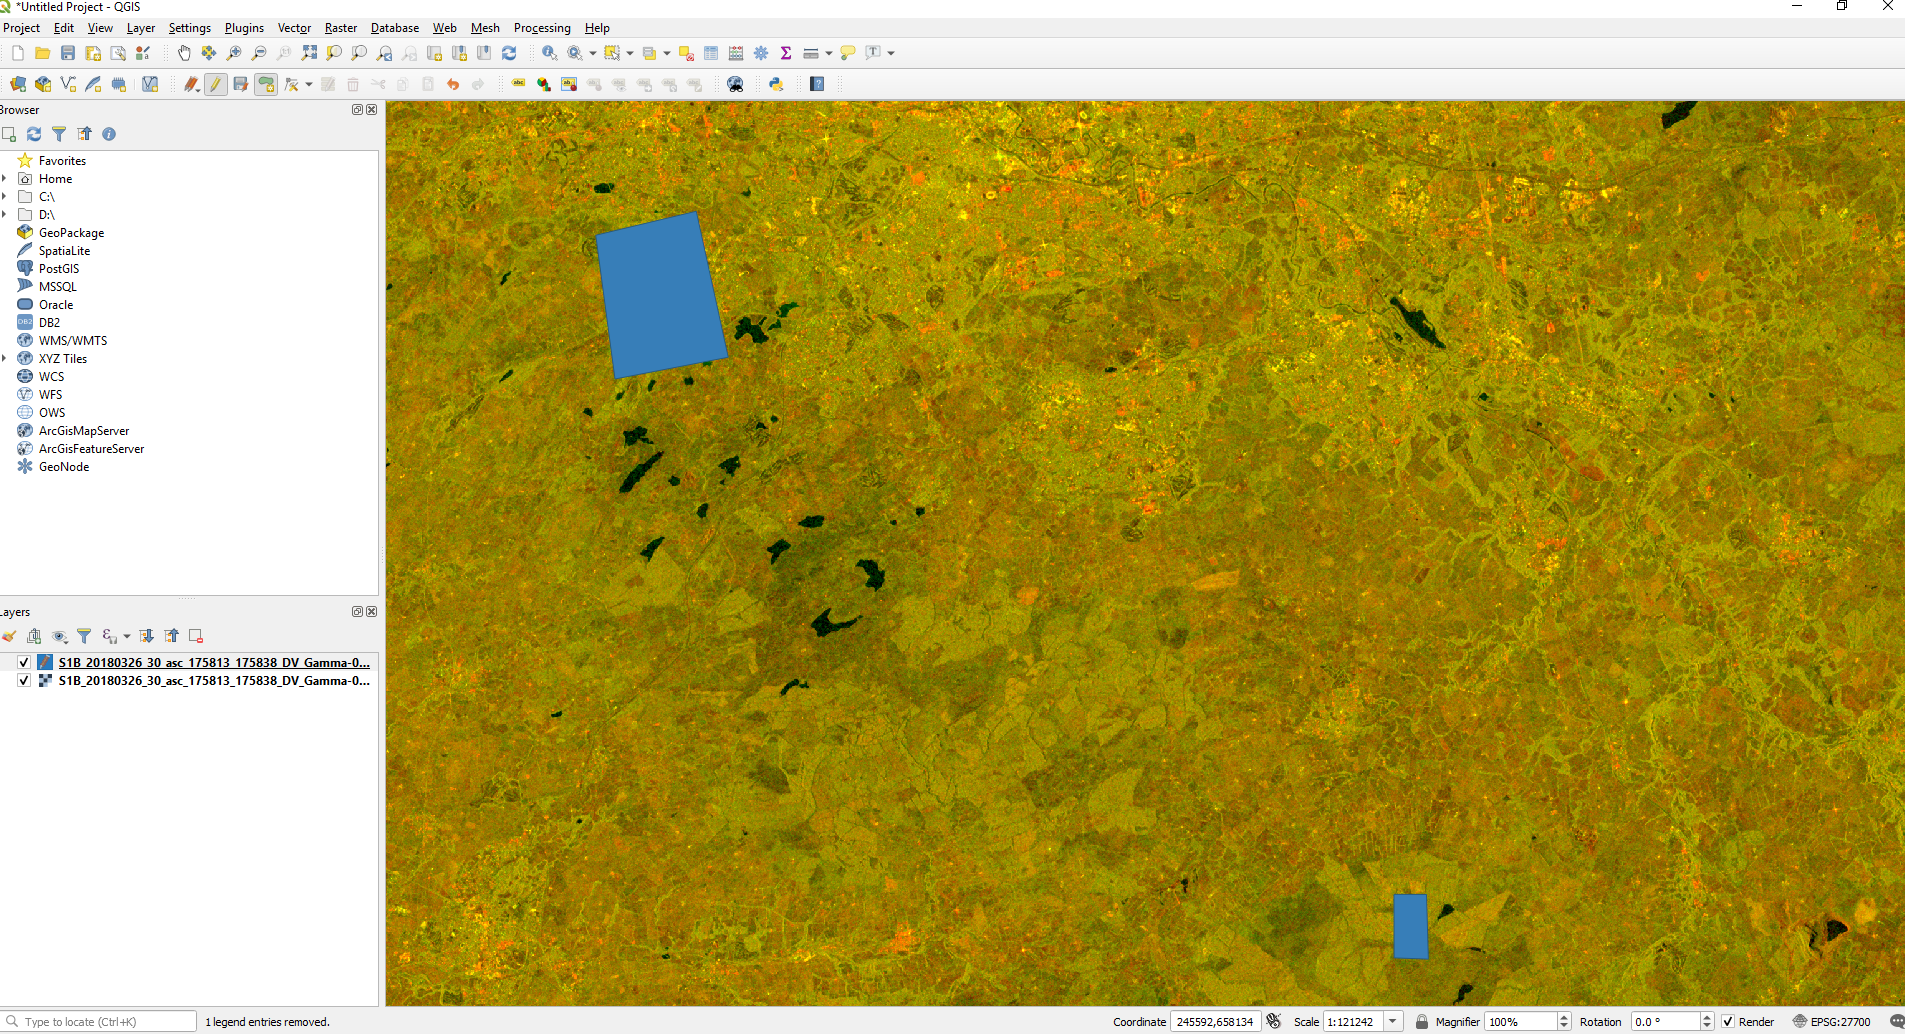 *Untitled Project - QGIS
Project Edit View Layer Settings Plugins Vector Raster Database Web Mesh Processing Help
Browser
Favorites
Home
C:\
D:\
GeoPackage
SpatiaLite
PostGIS
MSSQL
Oracle
DB2
WMS/WMTS
XYZ Tiles
WCS
WFS
OWS
ArcGisMapServer
ArcGisFeatureServer
GeoNode
Layers
S1B_20180326_30_asc_175813_175838_DV_Gamma-0...
S1B_20180326_30_asc_175813_175838_DV_Gamma-0...
Type to locate (Ctrl+K) 1 legend entries removed. Coordinate 245592,658134 Scale 1:121242 Magnifier 100% Rotation 0.0 ° Render EPSG:27700